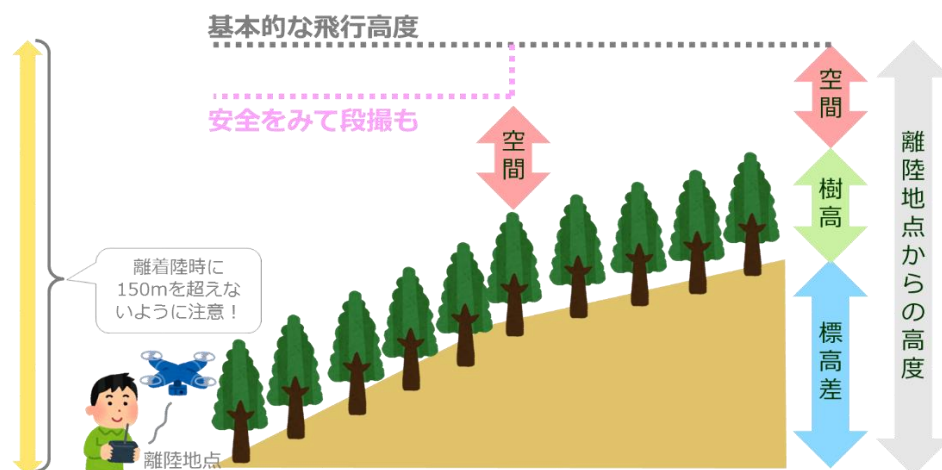 基本的な飛行高度
安全をみて段撮も
空間
空間
樹高
標高差
離陸地点からの高度
離着陸時に
150mを超えな
いように注意！
離陸地点